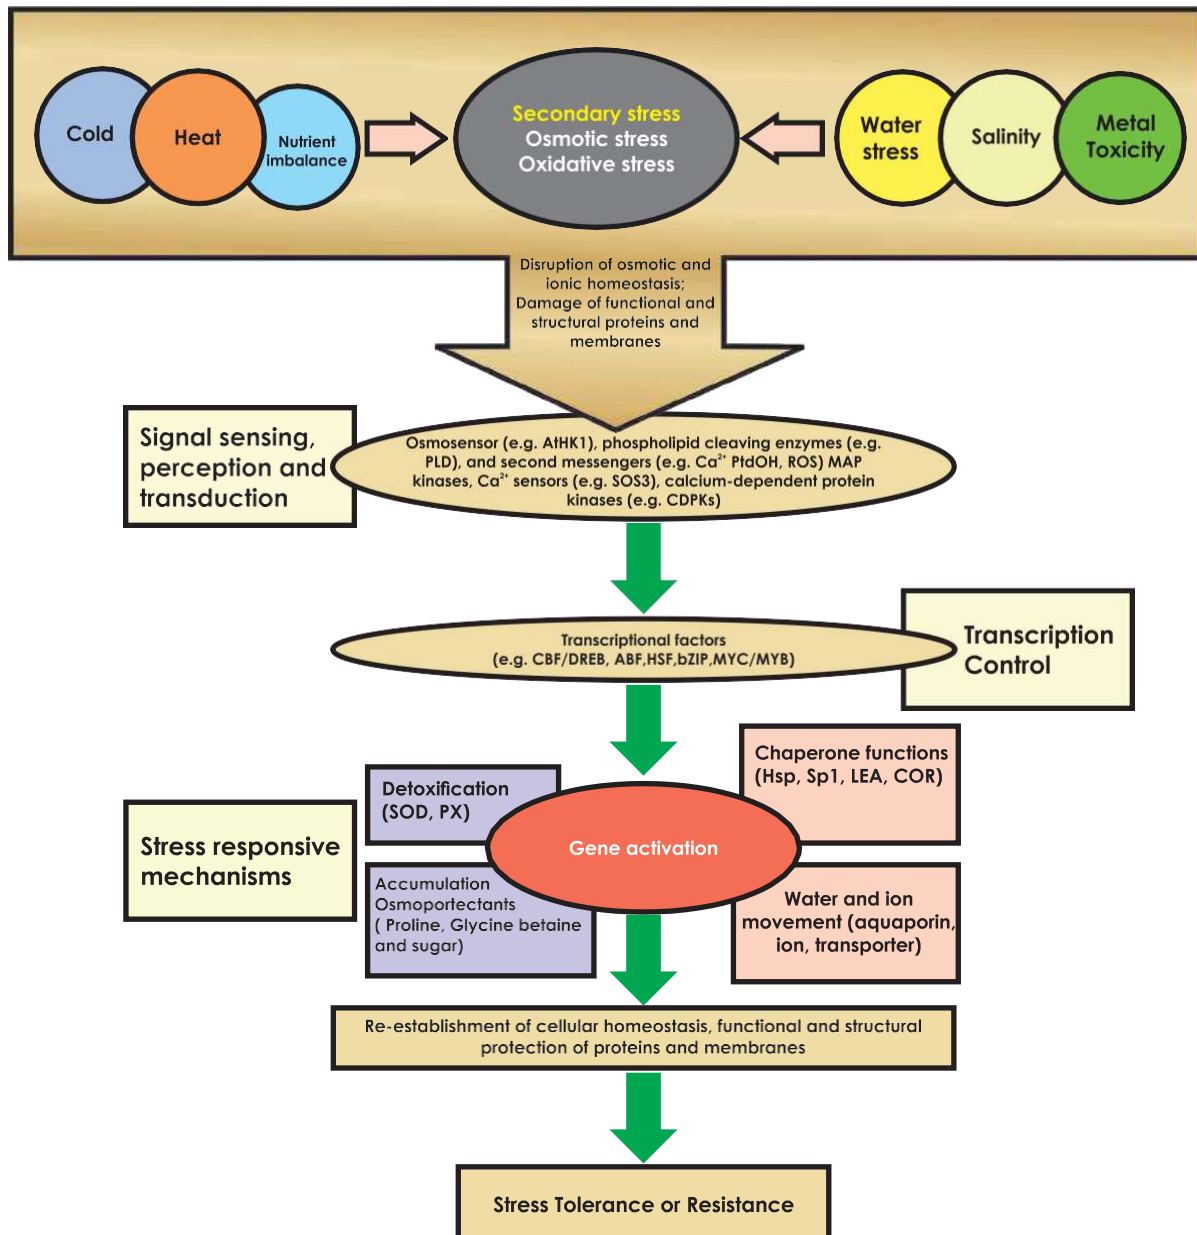 Cold
Heat
Nutrient
imbalance
Secondary stress
Osmotic stress
Oxidative stress
Water
stress
Salinity
Metal
Toxicity
Disruption of osmotic and
ionic homeostasis;
Damage of functional and
structural proteins and
membranes
Signal sensing,
perception and
transduction
Osmosensor (e.g. AtHK1), phospholipid cleaving enzymes (e.g.
PLD), and second messengers (e.g. Ca²⁺ PtdOH, ROS) MAP
kinases, Ca²⁺ sensors (e.g. SOS3), calcium-dependent protein
kinases (e.g. CDPKs)
Transcriptional factors
(e.g. CBF/DREB, ABF,HSF,bZIP,MYC/MYB)
Transcription
Control
Detoxification
(SOD, PX)
Chaperone functions
(Hsp, Sp1, LEA, COR)
Stress responsive
mechanisms
Gene activation
Accumulation
Osmoportectants
( Proline, Glycine betaine
and sugar)
Water and ion
movement (aquaporin,
ion, transporter)
Re-establishment of cellular homeostasis, functional and structural
protection of proteins and membranes
Stress Tolerance or Resistance